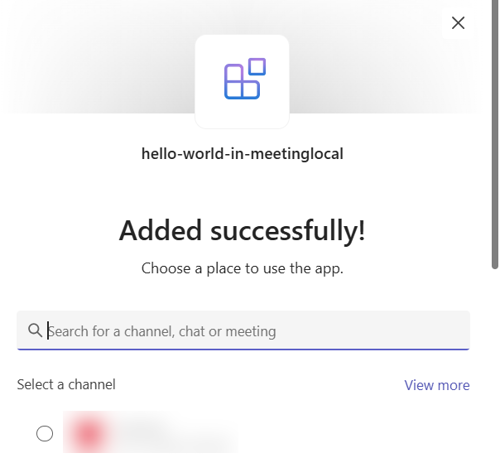 hello-world-in-meetinglocal
Added successfully!
Choose a place to use the app.
Search for a channel, chat or meeting
Select a channel
View more